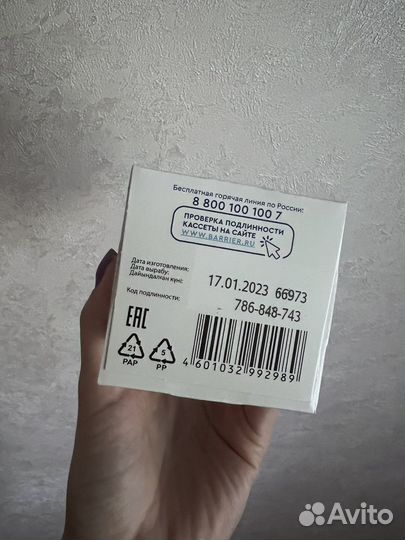 Бесплатная горячая линия по России:
8 800 100 100 7
ПРОВЕРКА ПОДЛИННОСТИ
КАССЕТЫ НА САЙТЕ
WWW.BARRIER.RU
Дата изготовления:
Дата вырабу:
Дайындалған күні:
17.01.2023 66973
Код подлинности:
786-848-743
EAC
21
PAP
5
PP
4 601032 992989
Avito